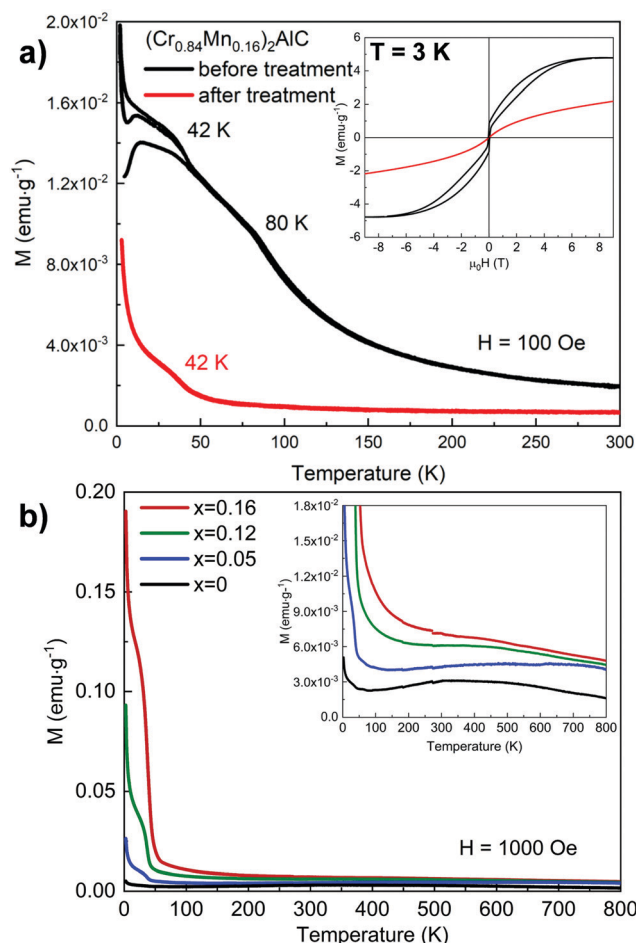 a)
(Cr0.84Mn0.16)2AlC
before treatment
after treatment
42 K
80 K
42 K
H = 100 Oe
M (emu·g⁻¹)
2.0x10⁻²
1.6x10⁻²
1.2x10⁻²
8.0x10⁻³
4.0x10⁻³
0.0
0 50 100 150 200 250 300
Temperature (K)
T = 3 K
M (emu·g⁻¹)
6
4
2
0
-2
-4
-6
-8 -6 -4 -2 0 2 4 6 8
μ₀H (T)
b)
x=0.16
x=0.12
x=0.05
x=0
H = 1000 Oe
M (emu·g⁻¹)
0.20
0.15
0.10
0.05
0.00
0 100 200 300 400 500 600 700 800
Temperature (K)
M (emu·g⁻¹)
1.8x10⁻²
1.5x10⁻²
1.2x10⁻²
9.0x10⁻³
6.0x10⁻³
3.0x10⁻³
0.0
0 100 200 300 400 500 600 700 800
Temperature (K)